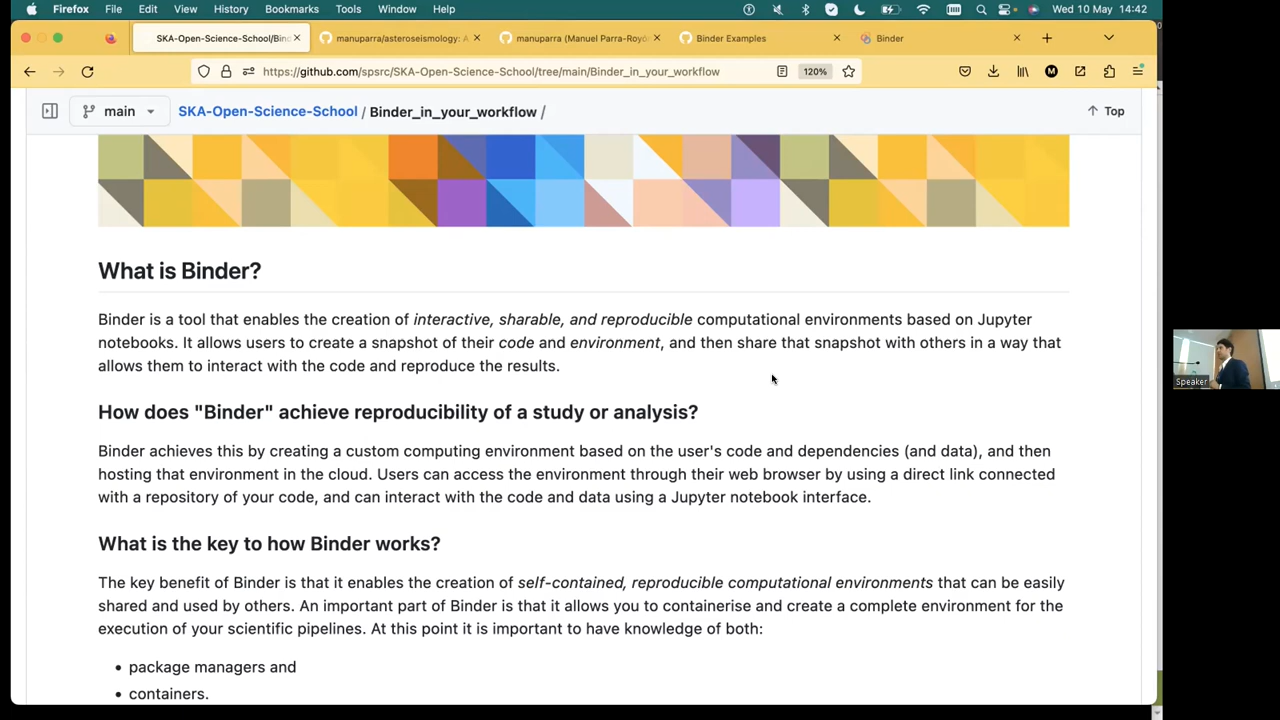 Firefox File Edit View History Bookmarks Tools Window Help Wed 10 May 14:42
SKA-Open-Science-School/Bin manuparra/asteroseismology: A manuparra (Manuel Parra-Royó Binder Examples Binder
https://github.com/spsrc/SKA-Open-Science-School/tree/main/Binder_in_your_workflow 120%
main SKA-Open-Science-School / Binder_in_your_workflow / Top
What is Binder?
Binder is a tool that enables the creation of interactive, sharable, and reproducible computational environments based on Jupyter
notebooks. It allows users to create a snapshot of their code and environment, and then share that snapshot with others in a way that
allows them to interact with the code and reproduce the results.
How does "Binder" achieve reproducibility of a study or analysis?
Binder achieves this by creating a custom computing environment based on the user's code and dependencies (and data), and then
hosting that environment in the cloud. Users can access the environment through their web browser by using a direct link connected
with a repository of your code, and can interact with the code and data using a Jupyter notebook interface.
What is the key to how Binder works?
The key benefit of Binder is that it enables the creation of self-contained, reproducible computational environments that can be easily
shared and used by others. An important part of Binder is that it allows you to containerise and create a complete environment for the
execution of your scientific pipelines. At this point it is important to have knowledge of both:
• package managers and
• containers.
Speaker